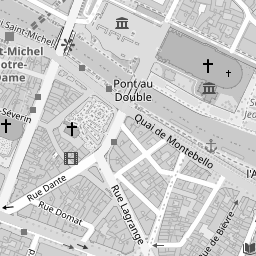 Saint-Michel
t-Michel
otre-
Dame
Pont au
Double
Séverin
Quai de Montebello
l'A
Rue Dante
Rue Lagrange
Rue Domat
Rue de Bièvre